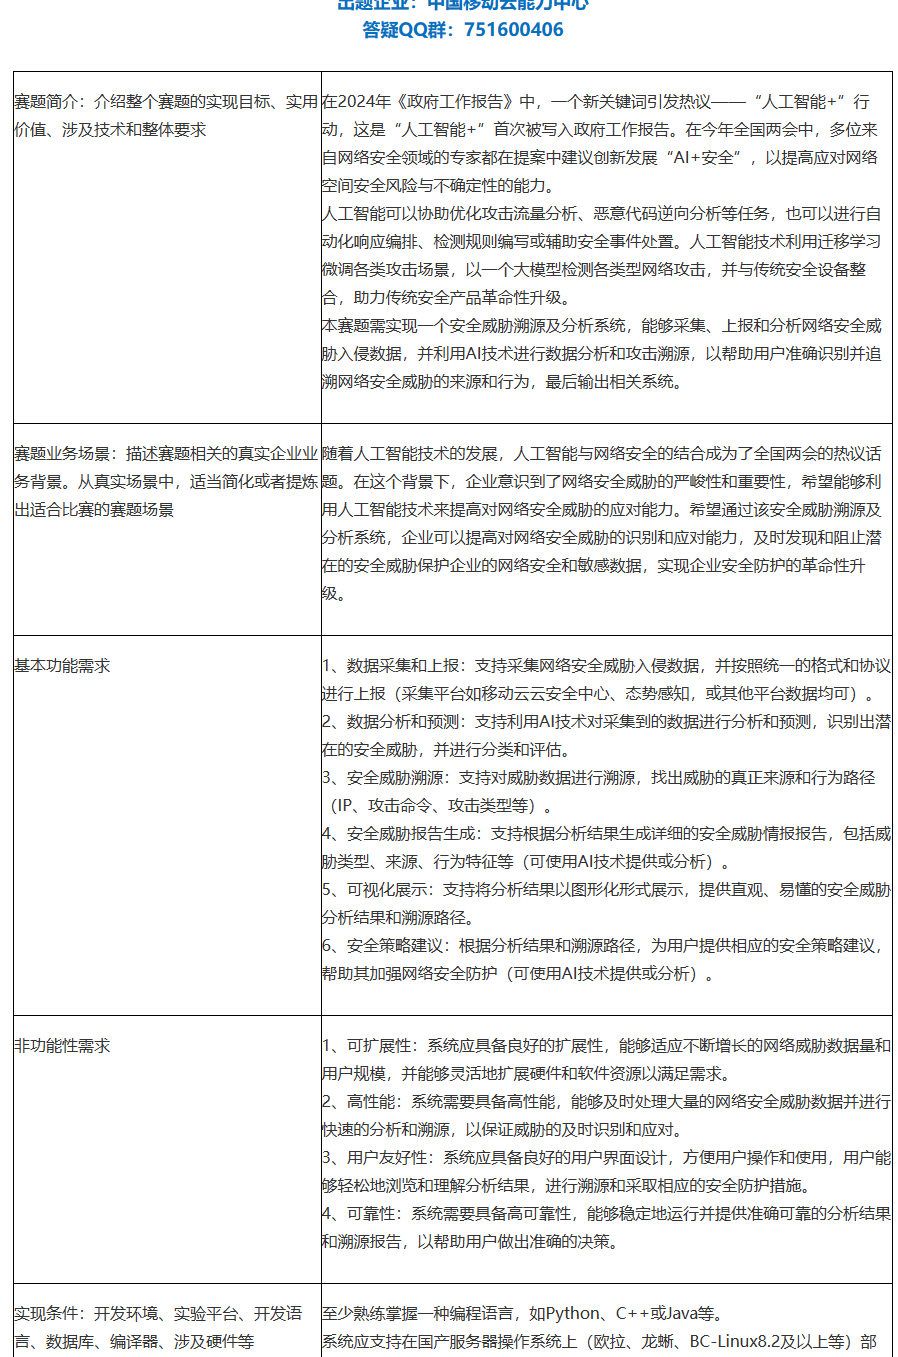 出题企业：中国移动云能力中心
答疑QQ群：751600406
赛题简介：介绍整个赛题的实现目标、实用
价值、涉及技术和整体要求
在2024年《政府工作报告》中，一个新关键词引发热议——“人工智能+”行
动，这是“人工智能+”首次被写入政府工作报告。在今年全国两会中，多位来
自网络安全领域的专家都在提案中建议创新发展“AI+安全”，以提高应对网络
空间安全风险与不确定性的能力。
人工智能可以协助优化攻击流量分析、恶意代码逆向分析等任务，也可以进行自
动化响应编排、检测规则编写或辅助安全事件处置。人工智能技术利用迁移学习
微调各类攻击场景，以一个大模型检测各类型网络攻击，并与传统安全设备整
合，助力传统安全产品革命性升级。
本赛题需实现一个安全威胁溯源及分析系统，能够采集、上报和分析网络安全威
胁入侵数据，并利用AI技术进行数据分析和攻击溯源，以帮助用户准确识别并追
溯网络安全威胁的来源和行为，最后输出相关系统。
赛题业务场景：描述赛题相关的真实企业业
务背景。从真实场景中，适当简化或者提炼
出适合比赛的赛题场景
随着人工智能技术的发展，人工智能与网络安全的结合成为了全国两会的热议话
题。在这个背景下，企业意识到了网络安全威胁的严峻性和重要性，希望能够利
用人工智能技术来提高对网络安全威胁的应对能力。希望通过该安全威胁溯源及
分析系统，企业可以提高对网络安全威胁的识别和应对能力，及时发现和阻止潜
在的安全威胁保护企业的网络安全和敏感数据，实现企业安全防护的革命性升
级。
基本功能需求
1、数据采集和上报：支持采集网络安全威胁入侵数据，并按照统一的格式和协议
进行上报（采集平台如移动云云安全中心、态势感知，或其他平台数据均可）。
2、数据分析和预测：支持利用AI技术对采集到的数据进行分析和预测，识别出潜
在的安全威胁，并进行分类和评估。
3、安全威胁溯源：支持对威胁数据进行溯源，找出威胁的真正来源和行为路径
（IP、攻击命令、攻击类型等）。
4、安全威胁报告生成：支持根据分析结果生成详细的安全威胁情报报告，包括威
胁类型、来源、行为特征等（可使用AI技术提供或分析）。
5、可视化展示：支持将分析结果以图形化形式展示，提供直观、易懂的安全威胁
分析结果和溯源路径。
6、安全策略建议：根据分析结果和溯源路径，为用户提供相应的安全策略建议，
帮助其加强网络安全防护（可使用AI技术提供或分析）。
非功能性需求
1、可扩展性：系统应具备良好的扩展性，能够适应不断增长的网络威胁数据量和
用户规模，并能够灵活地扩展硬件和软件资源以满足需求。
2、高性能：系统需要具备高性能，能够及时处理大量的网络安全威胁数据并进行
快速的分析和溯源，以保证威胁的及时识别和应对。
3、用户友好性：系统应具备良好的用户界面设计，方便用户操作和使用，用户能
够轻松地浏览和理解分析结果，进行溯源和采取相应的安全防护措施。
4、可靠性：系统需要具备高可靠性，能够稳定地运行并提供准确可靠的分析结果
和溯源报告，以帮助用户做出准确的决策。
实现条件：开发环境、实验平台、开发语
言、数据库、编译器、涉及硬件等
至少熟练掌握一种编程语言，如Python、C++或Java等。
系统应支持在国产服务器操作系统上（欧拉、龙蜥、BC-Linux8.2及以上等）部